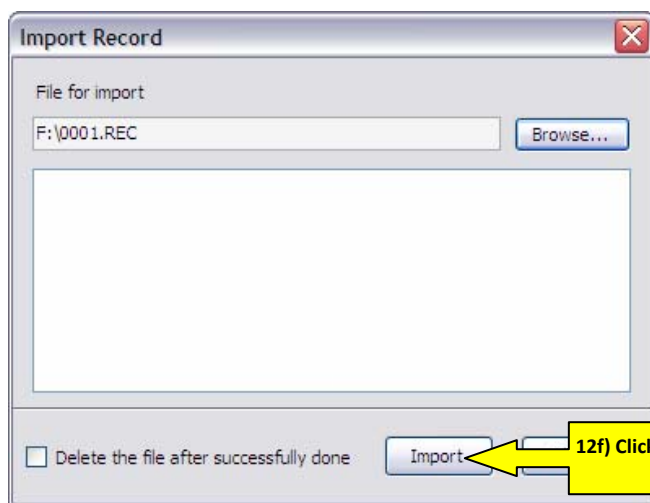 Import Record
File for import
F:\0001.REC
Browse...
Delete the file after successfully done
Import
12f) Click